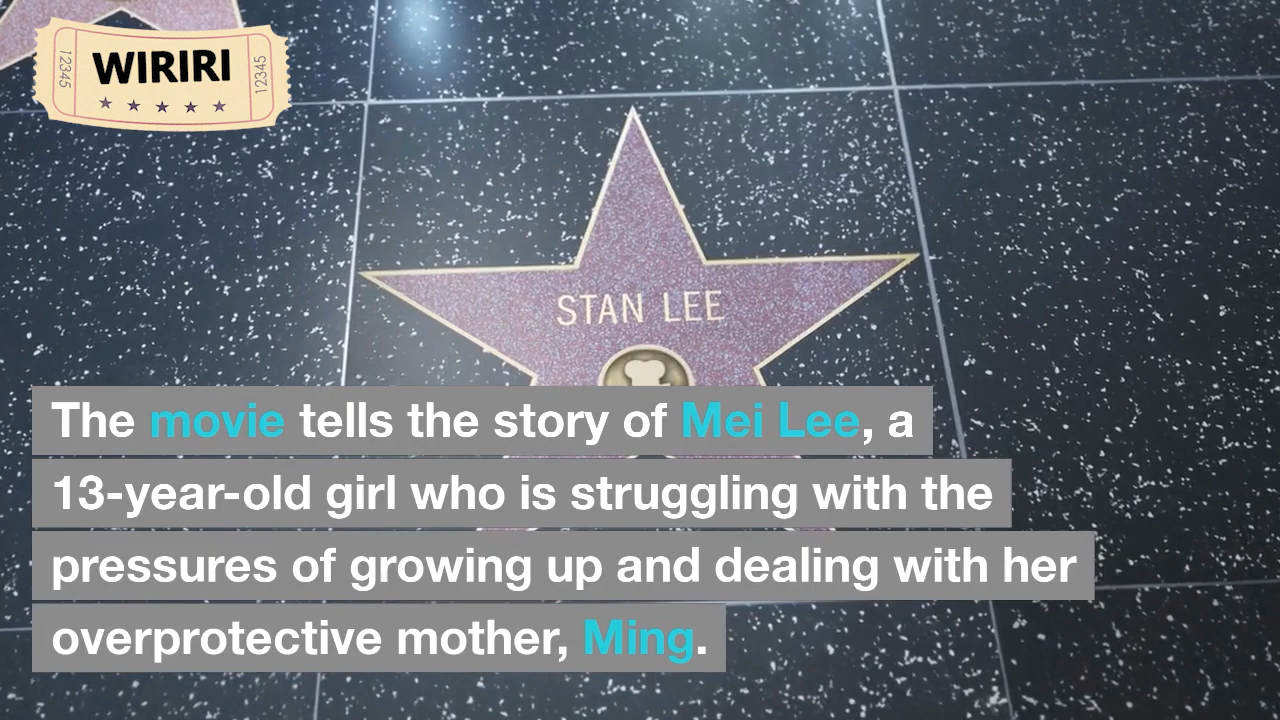 WIRIRI
12345
12345
STAN LEE
The movie tells the story of Mei Lee, a
13-year-old girl who is struggling with the
pressures of growing up and dealing with her
overprotective mother, Ming.